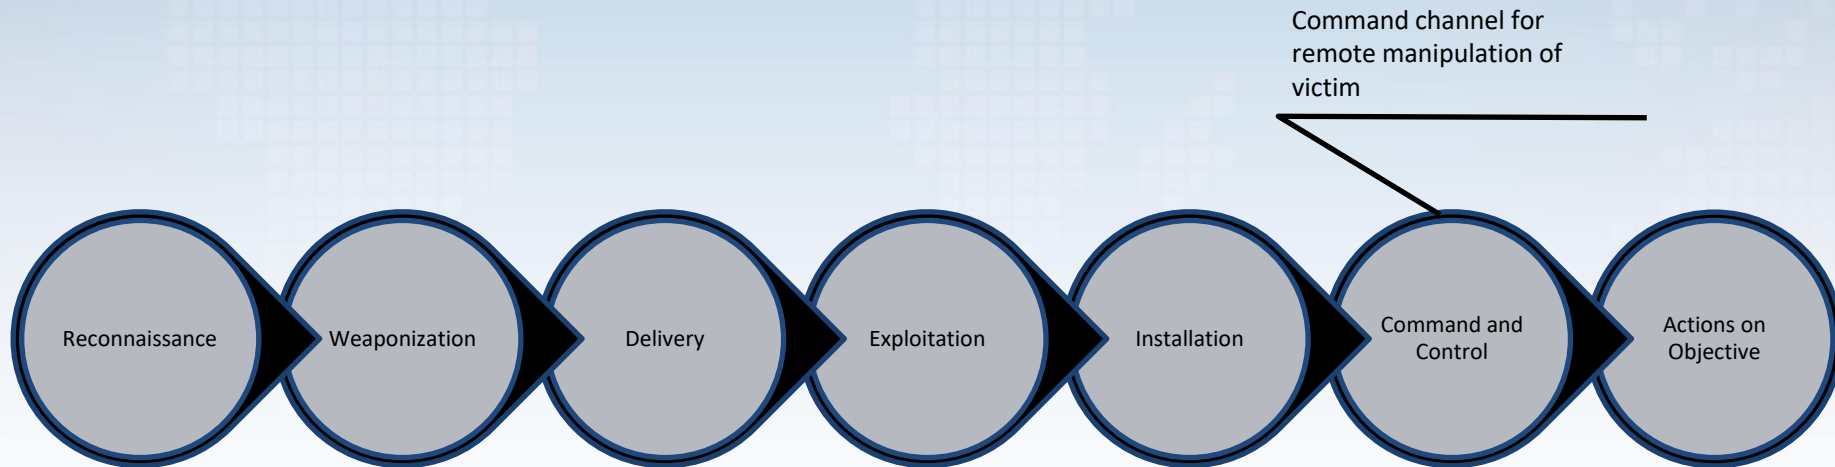 Command channel for
remote manipulation of
victim
Reconnaissance
Weaponization
Delivery
Exploitation
Installation
Command and
Control
Actions on
Objective